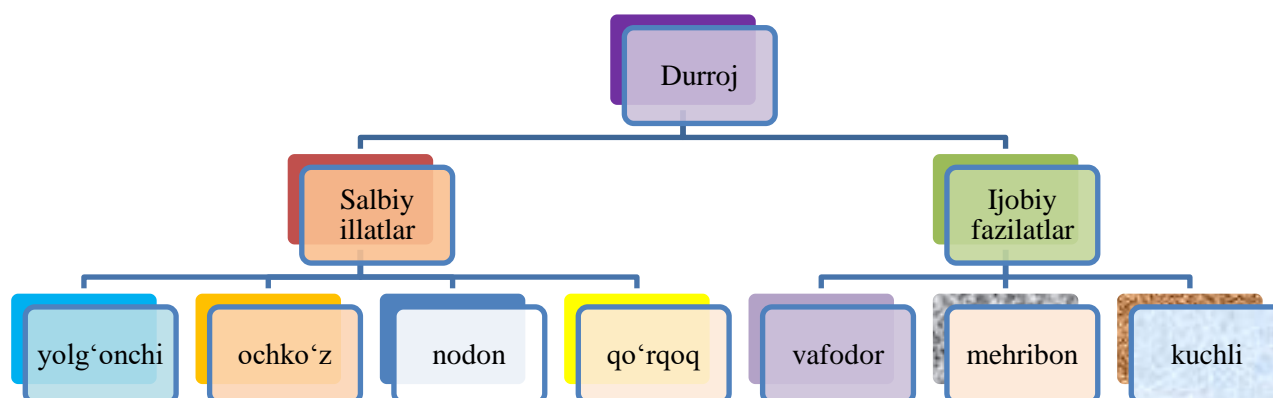 Durroj
Salbiy
illatlar
Ijobiy
fazilatlar
yolg‘onchi
ochko‘z
nodon
qo‘rqoq
vafodor
mehribon
kuchli